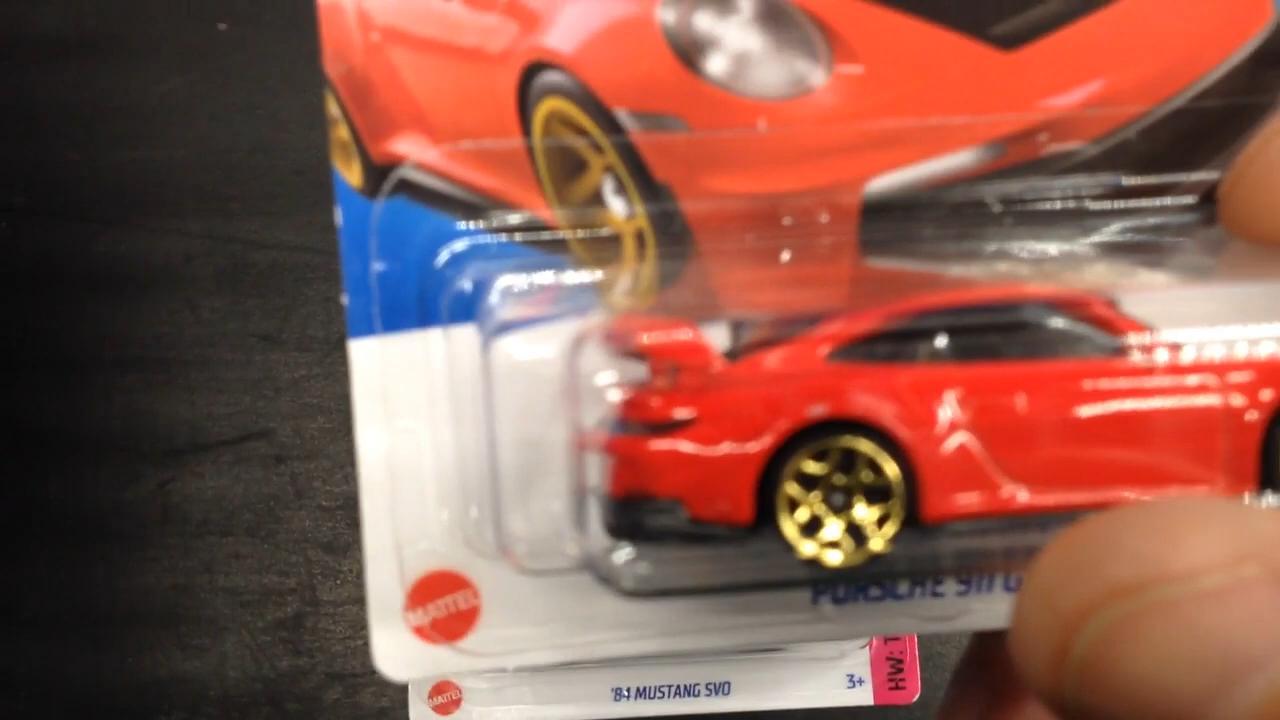 MATTEL
PORSCHE 911 G
MATTEL
'84 MUSTANG SVO
3+
HW: T